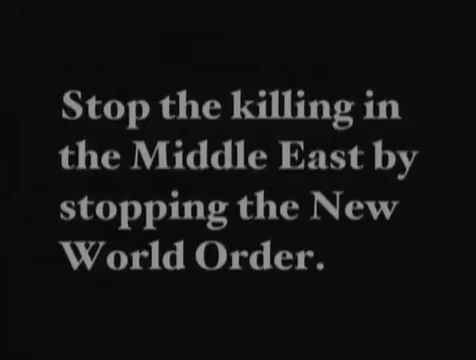 Stop the killing in
the Middle East by
stopping the New
World Order.